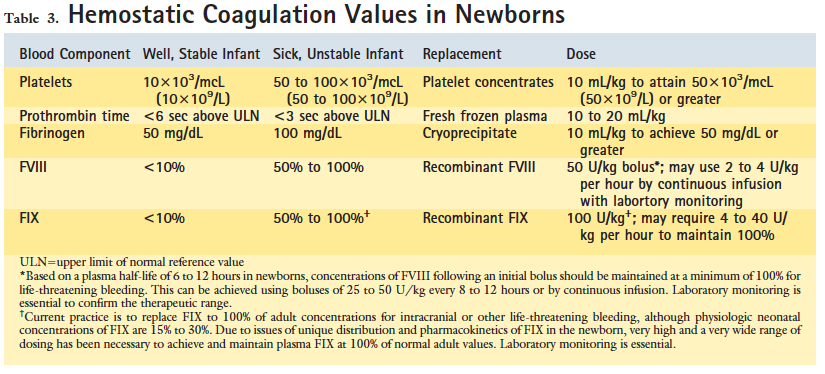 Table 3. Hemostatic Coagulation Values in Newborns
Blood Component Well, Stable Infant Sick, Unstable Infant Replacement Dose
Platelets 10×10³/mcL 50 to 100×10³/mcL Platelet concentrates 10 mL/kg to attain 50×10³/mcL
(10×10⁹/L) (50 to 100×10⁹/L) (50×10⁹/L) or greater
Prothrombin time <6 sec above ULN <3 sec above ULN Fresh frozen plasma 10 to 20 mL/kg
Fibrinogen 50 mg/dL 100 mg/dL Cryoprecipitate 10 mL/kg to achieve 50 mg/dL or
greater
FVIII <10% 50% to 100% Recombinant FVIII 50 U/kg bolus*; may use 2 to 4 U/kg
per hour by continuous infusion
with labortory monitoring
FIX <10% 50% to 100%† Recombinant FIX 100 U/kg†; may require 4 to 40 U/
kg per hour to maintain 100%
ULN=upper limit of normal reference value
*Based on a plasma half-life of 6 to 12 hours in newborns, concentrations of FVIII following an initial bolus should be maintained at a minimum of 100% for
life-threatening bleeding. This can be achieved using boluses of 25 to 50 U/kg every 8 to 12 hours or by continuous infusion. Laboratory monitoring is
essential to confirm the therapeutic range.
†Current practice is to replace FIX to 100% of adult concentrations for intracranial or other life-threatening bleeding, although physiologic neonatal
concentrations of FIX are 15% to 30%. Due to issues of unique distribution and pharmacokinetics of FIX in the newborn, very high and a very wide range of
dosing has been necessary to achieve and maintain plasma FIX at 100% of normal adult values. Laboratory monitoring is essential.